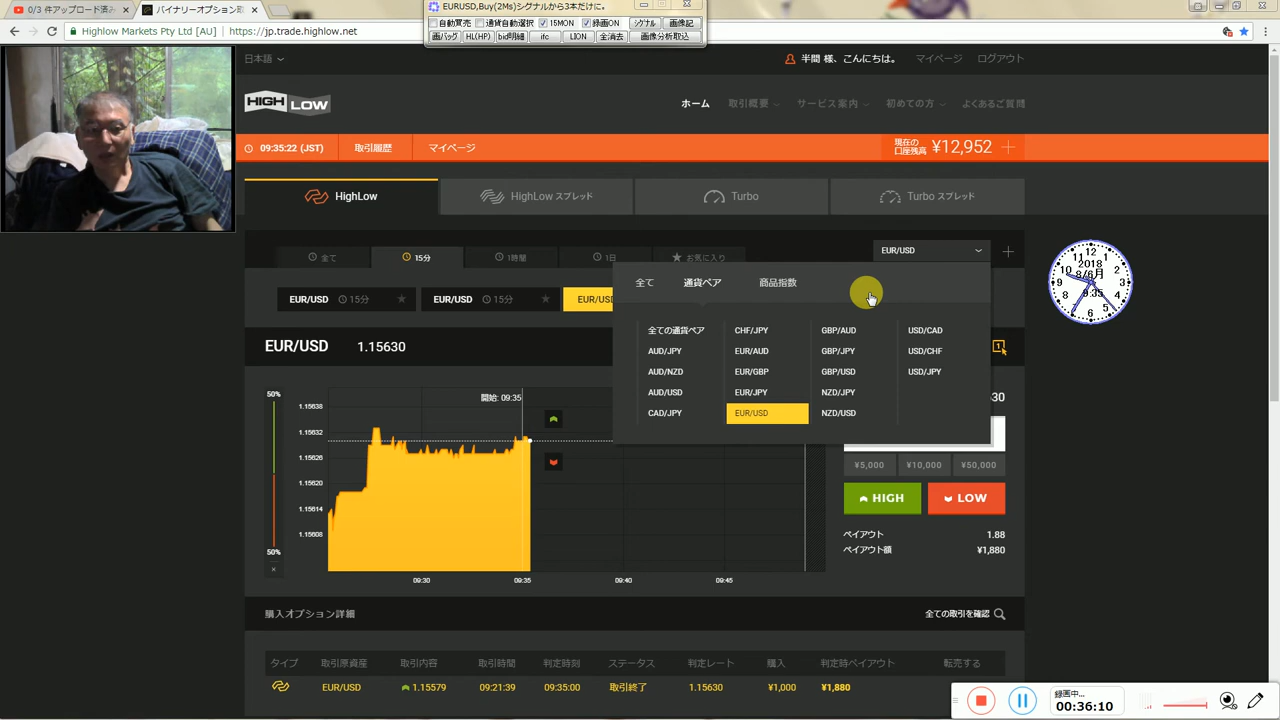 0/3 件アップロード済み
バイナリーオプション取
EURUSD,Buy(2Ms)シグナルから3本だけに。
自動買売 通貨自動選択 15MON 録画ON シグナル 画像記
画バッグ HL(HP) bid明細 ifc LION 全消去 画像分析取込
Highlow Markets Pty Ltd [AU] https://jp.trade.highlow.net
日本語
半間 様、こんにちは。 マイページ ログアウト
HIGH LOW
ホーム 取引概要 サービス案内 初めての方 よくあるご質問
09:35:22 (JST) 取引履歴 マイページ
現在の
口座残高 ¥12,952
HighLow HighLow スプレッド Turbo Turbo スプレッド
全て 15分 1時間 1日 お気に入り EUR/USD
全て 通貨ペア 商品指数
EUR/USD 15分 EUR/USD 15分 EUR/USD
全ての通貨ペア CHF/JPY GBP/AUD USD/CAD
AUD/JPY EUR/AUD GBP/JPY USD/CHF
AUD/NZD EUR/GBP GBP/USD USD/JPY
AUD/USD EUR/JPY NZD/JPY
CAD/JPY EUR/USD NZD/USD
EUR/USD 1.15630
1
30
50%
開始: 09:35
1.15638
1.15632
1.15626
1.15620
1.15614
1.15608
50%
09:30 09:35 09:40 09:45
¥5,000 ¥10,000 ¥50,000
HIGH LOW
ペイアウト 1.88
ペイアウト額 ¥1,880
購入オプション詳細 全ての取引を確認
タイプ 取引原資産 取引内容 取引時間 判定時刻 ステータス 判定レート 購入 判定時ペイアウト 転売する
EUR/USD 1.15579 09:21:39 09:35:00 取引終了 1.15630 ¥1,000 ¥1,880
12 1 2 3 4 5 6 7 8 9 10 11
2018
8/6月
9:35
録画中...
00:36:10